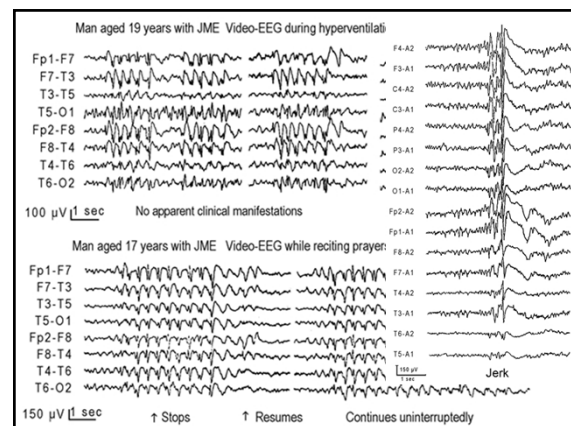 Man aged 19 years with JME Video-EEG during hyperventilatio
Fp1-F7
F7-T3
T3-T5
T5-O1
Fp2-F8
F8-T4
T4-T6
T6-O2
100 µV 1 sec No apparent clinical manifestations
Man aged 17 years with JME Video-EEG while reciting prayers
Fp1-F7
F7-T3
T3-T5
T5-O1
Fp2-F8
F8-T4
T4-T6
T6-O2
150 µV 1 sec ↑ Stops ↑ Resumes Continues uninterruptedly
F4-A2
F3-A1
C4-A2
C3-A1
P4-A2
P3-A1
O2-A2
O1-A1
Fp2-A2
Fp1-A1
F8-A2
F7-A1
T4-A2
T3-A1
T6-A2
T5-A1
150 µV
1 sec
Jerk